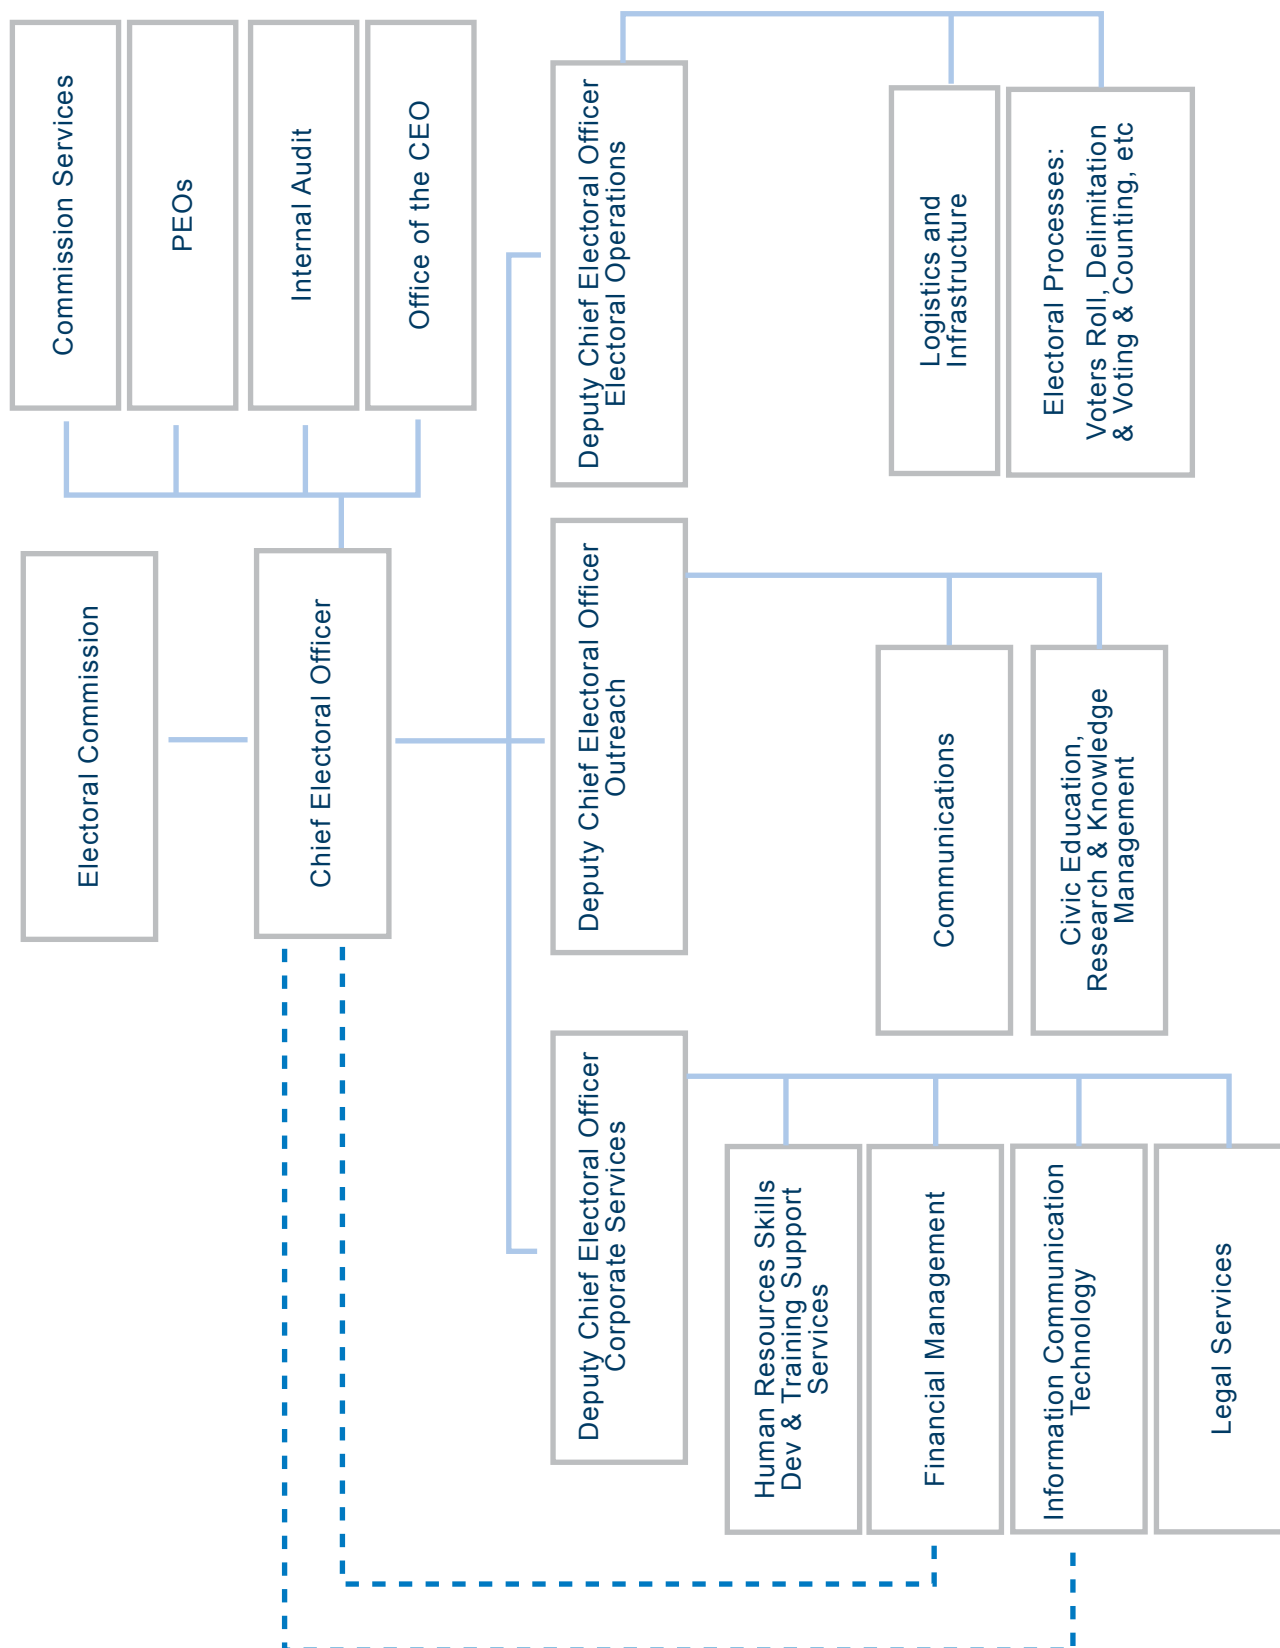 Electoral Commission
Chief Electoral Officer
Commission Services
PEOs
Internal Audit
Office of the CEO
Deputy Chief Electoral Officer
Corporate Services
Deputy Chief Electoral Officer
Outreach
Deputy Chief Electoral Officer
Electoral Operations
Human Resources Skills
Dev & Training Support
Services
Financial Management
Information Communication
Technology
Legal Services
Communications
Civic Education,
Research & Knowledge
Management
Logistics and
Infrastructure
Electoral Processes:
Voters Roll, Delimitation
& Voting & Counting, etc